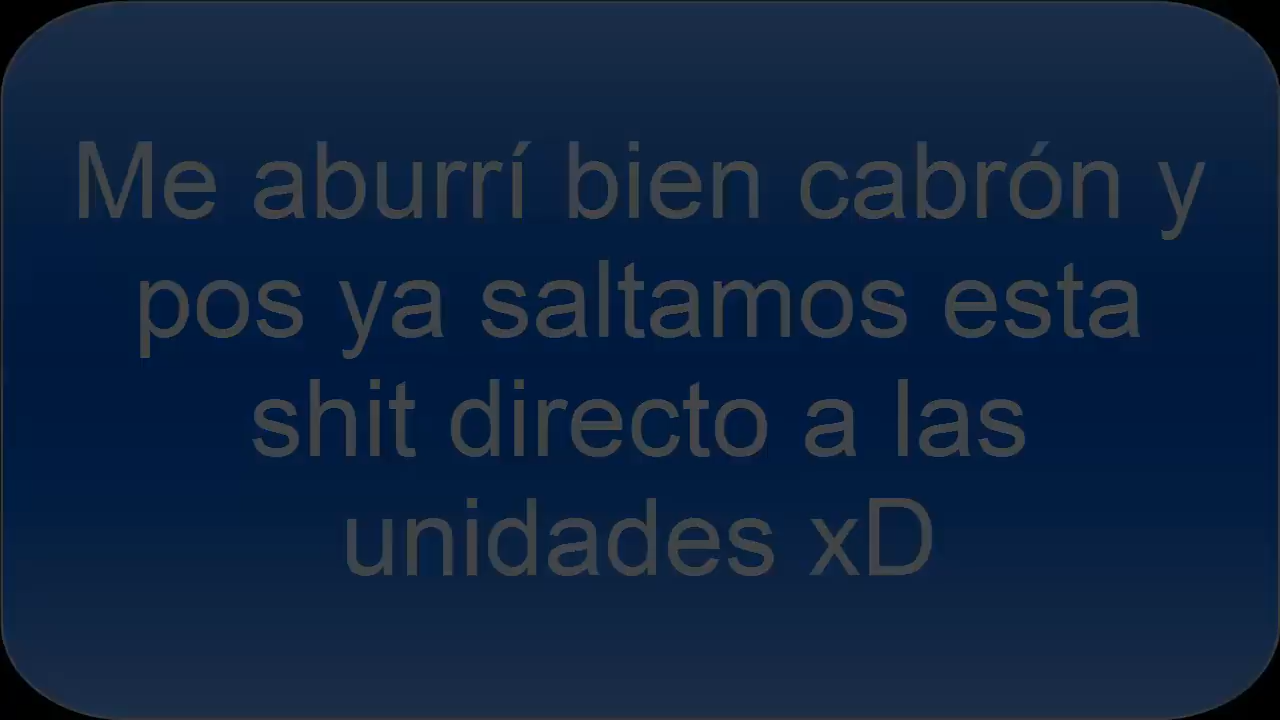 Me aburrí bien cabrón y
pos ya saltamos esta
shit directo a las
unidades xD